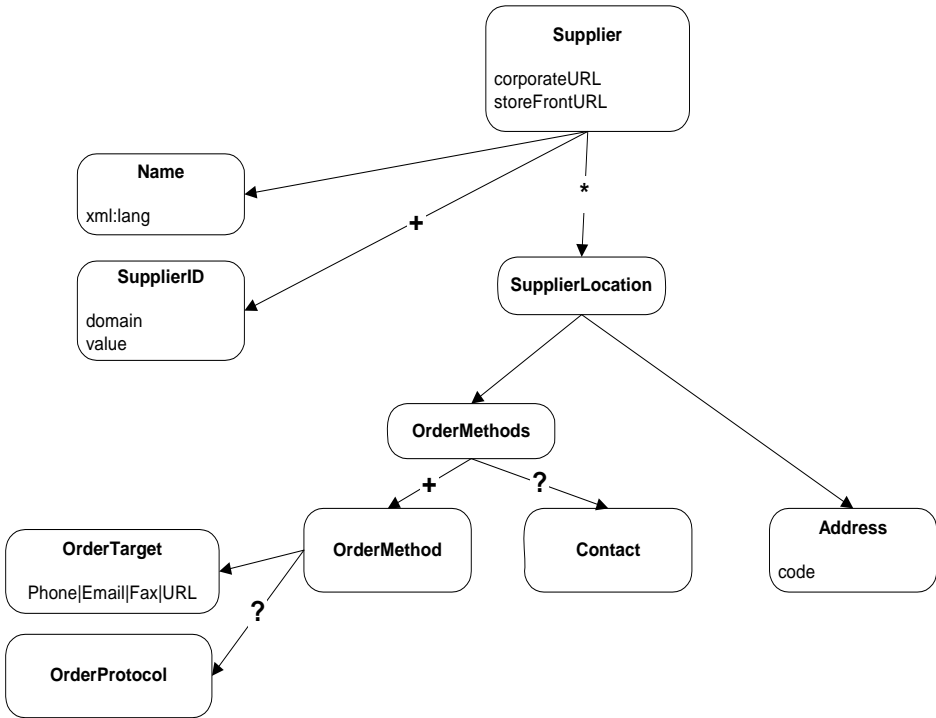 Supplier
corporateURL
storeFrontURL
Name
xml:lang
*
+
SupplierID
domain
value
SupplierLocation
OrderMethods
+
?
OrderTarget
Phone|Email|Fax|URL
OrderMethod
Contact
Address
code
?
OrderProtocol